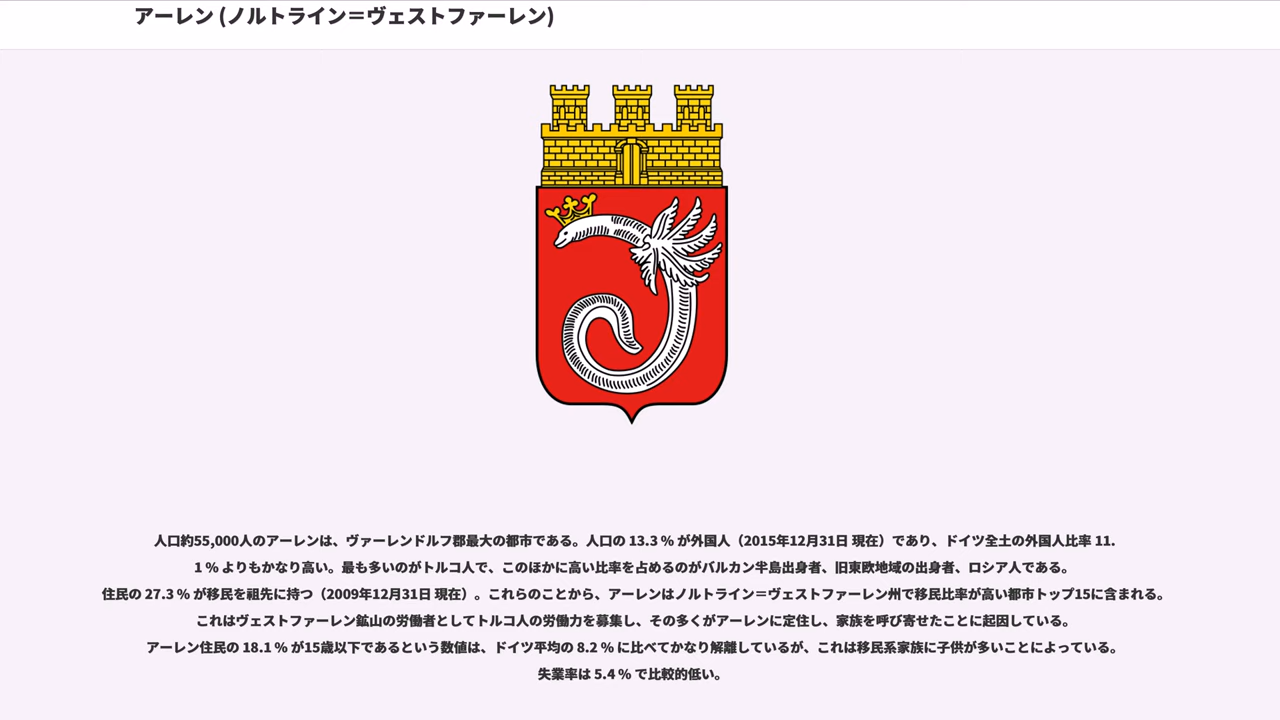 アーレン (ノルトライン＝ヴェストファーレン)
人口約55,000人のアーレンは、ヴァーレンドルフ郡最大の都市である。人口の 13.3 % が外国人（2015年12月31日 現在）であり、ドイツ全土の外国人比率 11.
1 % よりもかなり高い。最も多いのがトルコ人で、このほかに高い比率を占めるのがバルカン半島出身者、旧東欧地域の出身者、ロシア人である。
住民の 27.3 % が移民を祖先に持つ（2009年12月31日 現在）。これらのことから、アーレンはノルトライン＝ヴェストファーレン州で移民比率が高い都市トップ15に含まれる。
これはヴェストファーレン鉱山の労働者としてトルコ人の労働力を募集し、その多くがアーレンに定住し、家族を呼び寄せたことに起因している。
アーレン住民の 18.1 % が15歳以下であるという数値は、ドイツ平均の 8.2 % に比べてかなり解離しているが、これは移民系家族に子供が多いことによっている。
失業率は 5.4 % で比較的低い。